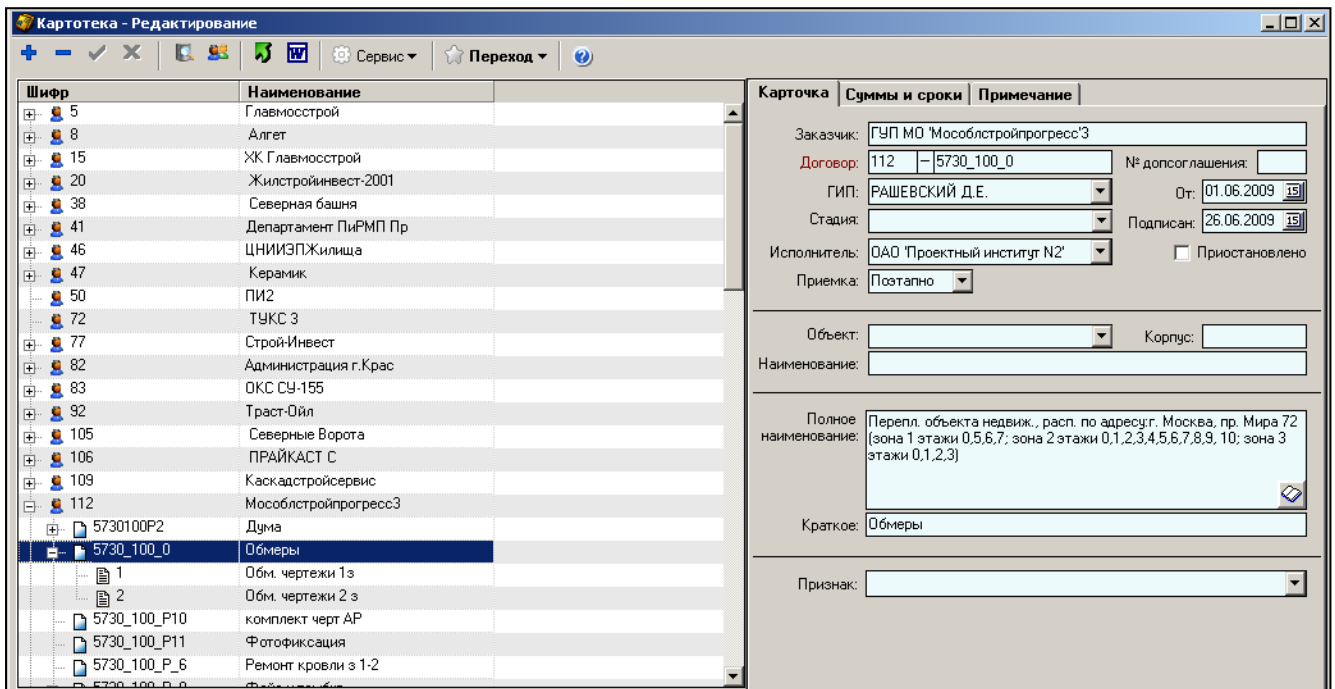 Картотека - Редактирование
Сервис Переход
Шифр Наименование
5 Главмосстрой
8 Алгет
15 ХК Главмосстрой
20 Жилстройинвест-2001
38 Северная башня
41 Департамент ПиРМП Пр
46 ЦНИИЭПЖилища
47 Керамик
50 ПИ2
72 ТУКС 3
77 Строй-Инвест
82 Администрация г.Крас
83 ОКС СУ-155
92 Траст-Ойл
105 Северные Ворота
106 ПРАЙКАСТ С
109 Каскадстройсервис
112 Мособлстройпрогресс3
5730100Р2 Дума
5730_100_0 Обмеры
1 Обм. чертежи 1з
2 Обм. чертежи 2 з
5730_100_Р10 комплект черт АР
5730_100_Р11 Фотофиксация
5730_100_Р_6 Ремонт кровли з 1-2
Карточка Суммы и сроки Примечание
Заказчик: ГУП МО 'Мособлстройпрогресс'3
Договор: 112 – 5730_100_0 № допсоглашения:
ГИП: РАШЕВСКИЙ Д.Е. От: 01.06.2009 15
Стадия: Подписан: 26.06.2009 15
Исполнитель: ОАО 'Проектный институт N2' Приостановлено
Приемка: Поэтапно
Объект: Корпус:
Наименование:
Полное наименование: Перепл. объекта недвиж., расп. по адресу:г. Москва, пр. Мира 72
(зона 1 этажи 0,5,6,7; зона 2 этажи 0,1,2,3,4,5,6,7,8,9, 10; зона 3
этажи 0,1,2,3)
Краткое: Обмеры
Признак: